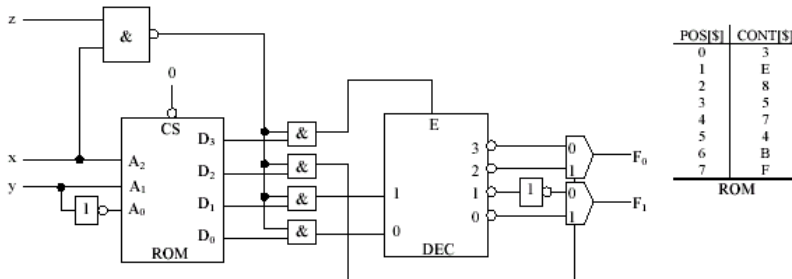 z
&
0
POS[$] CONT[$]
0 3
1 E
2 8
3 5
4 7
5 4
6 B
7 F
ROM
CS
E
x
y
A2
A1
A0
1
D3
D2
D1
D0
ROM
&
&
&
&
1
0
3
2
1
0
DEC
1
0
1
0
1
F0
F1